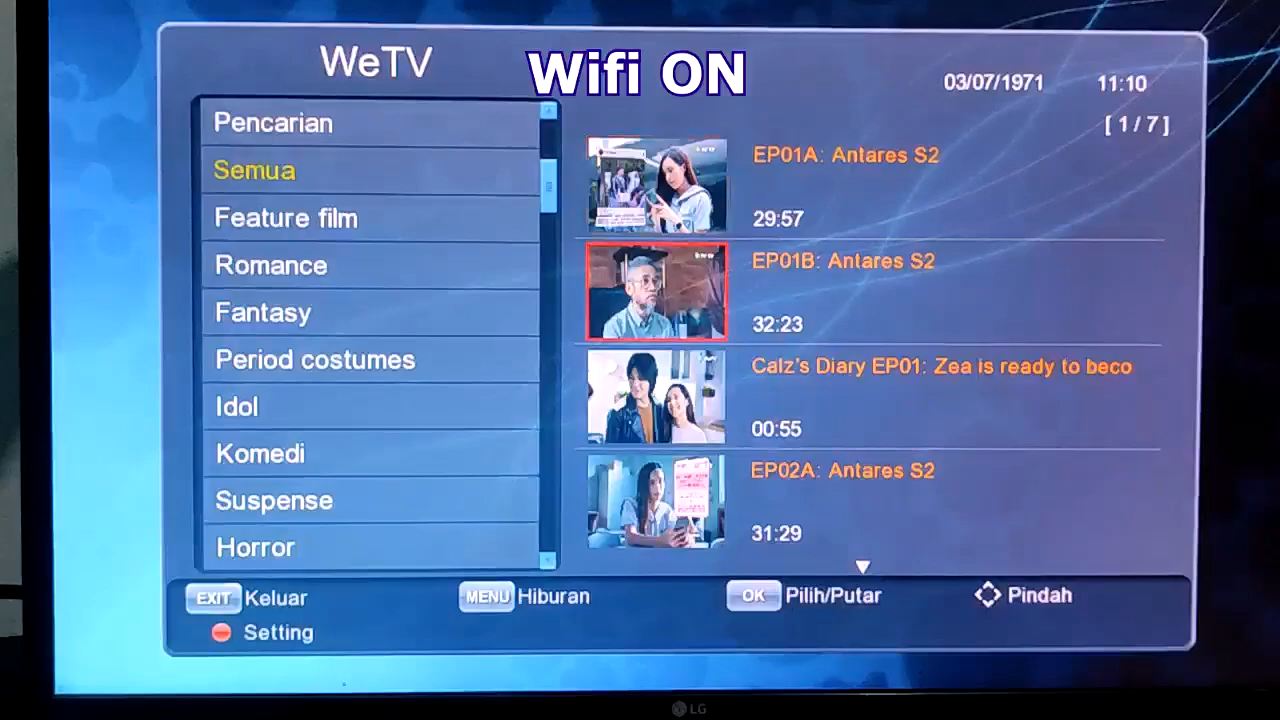 WeTV
Wifi ON
03/07/1971 11:10
[ 1 / 7 ]
Pencarian
Semua
Feature film
Romance
Fantasy
Period costumes
Idol
Komedi
Suspense
Horror
EP01A: Antares S2
29:57
EP01B: Antares S2
32:23
Calz's Diary EP01: Zea is ready to beco
00:55
EP02A: Antares S2
31:29
EXIT Keluar
MENU Hiburan
OK Pilih/Putar
Pindah
Setting
LG